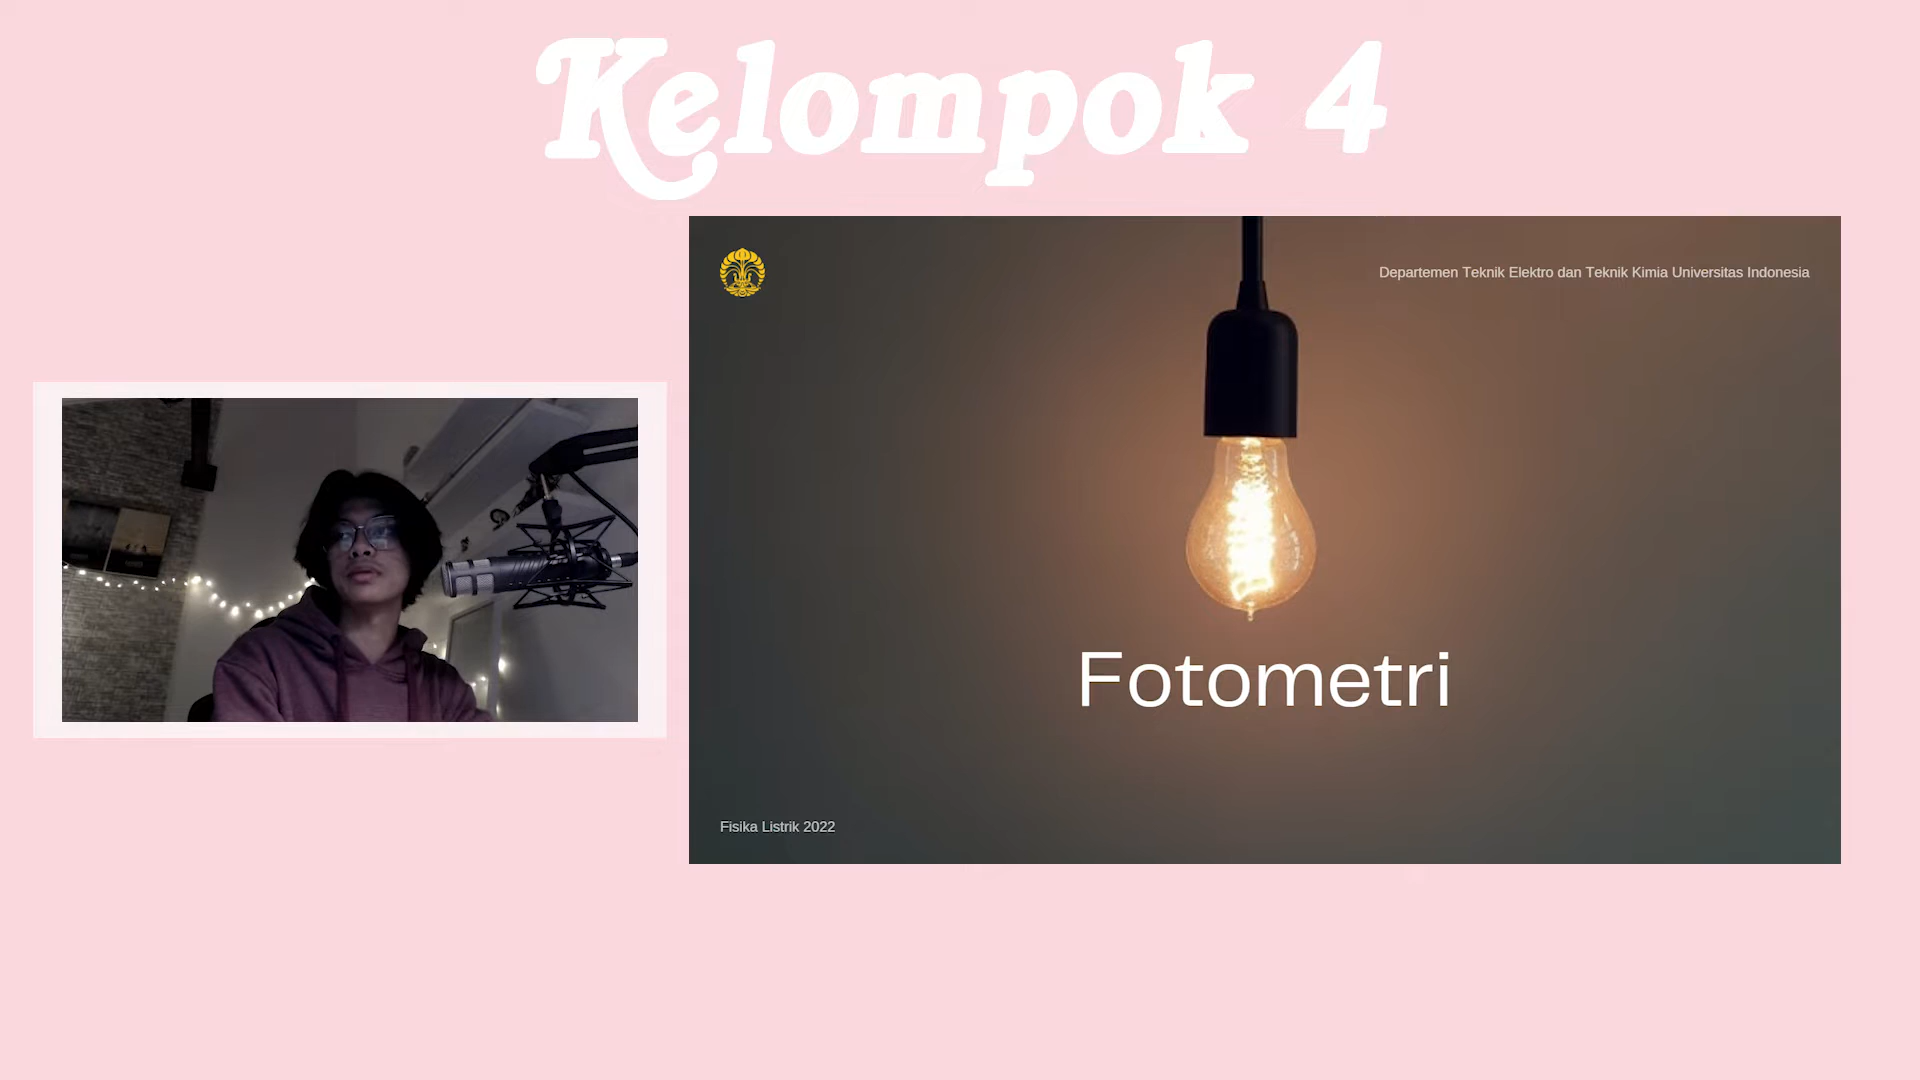 Kelompok 4
Departemen Teknik Elektro dan Teknik Kimia Universitas Indonesia
Fotometri
Fisika Listrik 2022